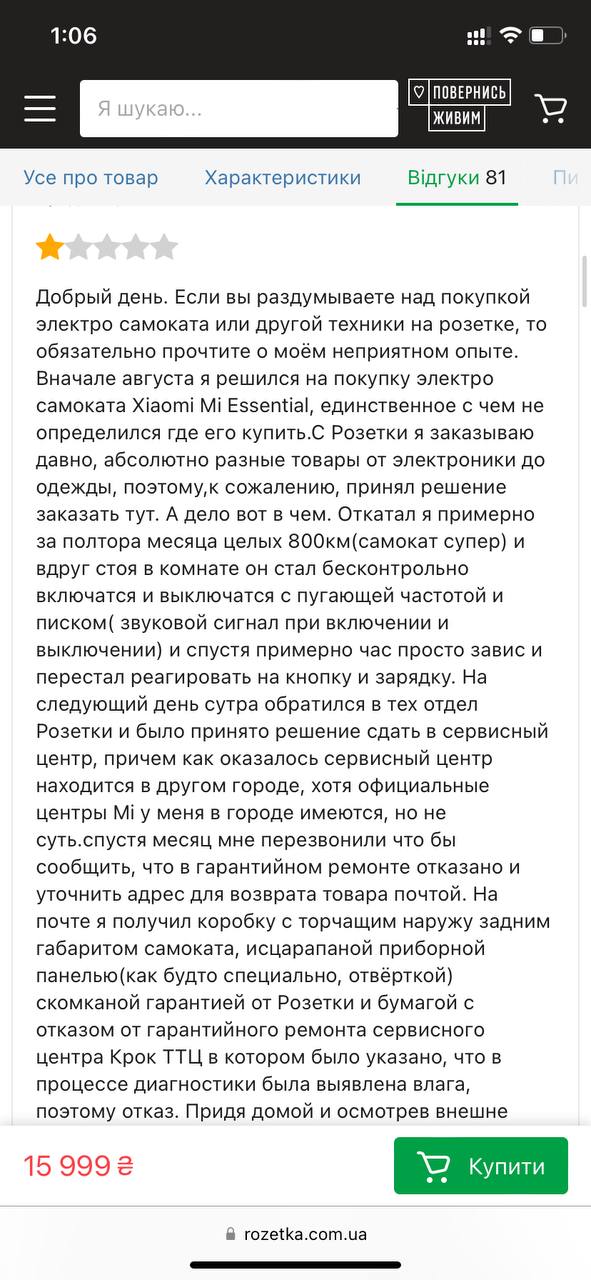 1:06
Я шукаю...
ПОВЕРНИСЬ
ЖИВИМ
Усе про товар Характеристики Відгуки 81 Пи
Добрый день. Если вы раздумываете над покупкой
электро самоката или другой техники на розетке, то
обязательно прочтите о моём неприятном опыте.
Вначале августа я решился на покупку электро
самоката Xiaomi Mi Essential, единственное с чем не
определился где его купить.С Розетки я заказываю
давно, абсолютно разные товары от электроники до
одежды, поэтому,к сожалению, принял решение
заказать тут. А дело вот в чем. Откатал я примерно
за полтора месяца целых 800км(самокат супер) и
вдруг стоя в комнате он стал бесконтрольно
включатся и выключатся с пугающей частотой и
писком( звуковой сигнал при включении и
выключении) и спустя примерно час просто завис и
перестал реагировать на кнопку и зарядку. На
следующий день сутра обратился в тех отдел
Розетки и было принято решение сдать в сервисный
центр, причем как оказалось сервисный центр
находится в другом городе, хотя официальные
центры Mi у меня в городе имеются, но не
суть.спустя месяц мне перезвонили что бы
сообщить, что в гарантийном ремонте отказано и
уточнить адрес для возврата товара почтой. На
почте я получил коробку с торчащим наружу задним
габаритом самоката, исцарапаной приборной
панелью(как будто специально, отвёрткой)
скомканой гарантией от Розетки и бумагой с
отказом от гарантийного ремонта сервисного
центра Крок ТТЦ в котором было указано, что в
процессе диагностики была выявлена влага,
поэтому отказ. Придя домой и осмотрев внешне
15 999 ₴
Купити
rozetka.com.ua